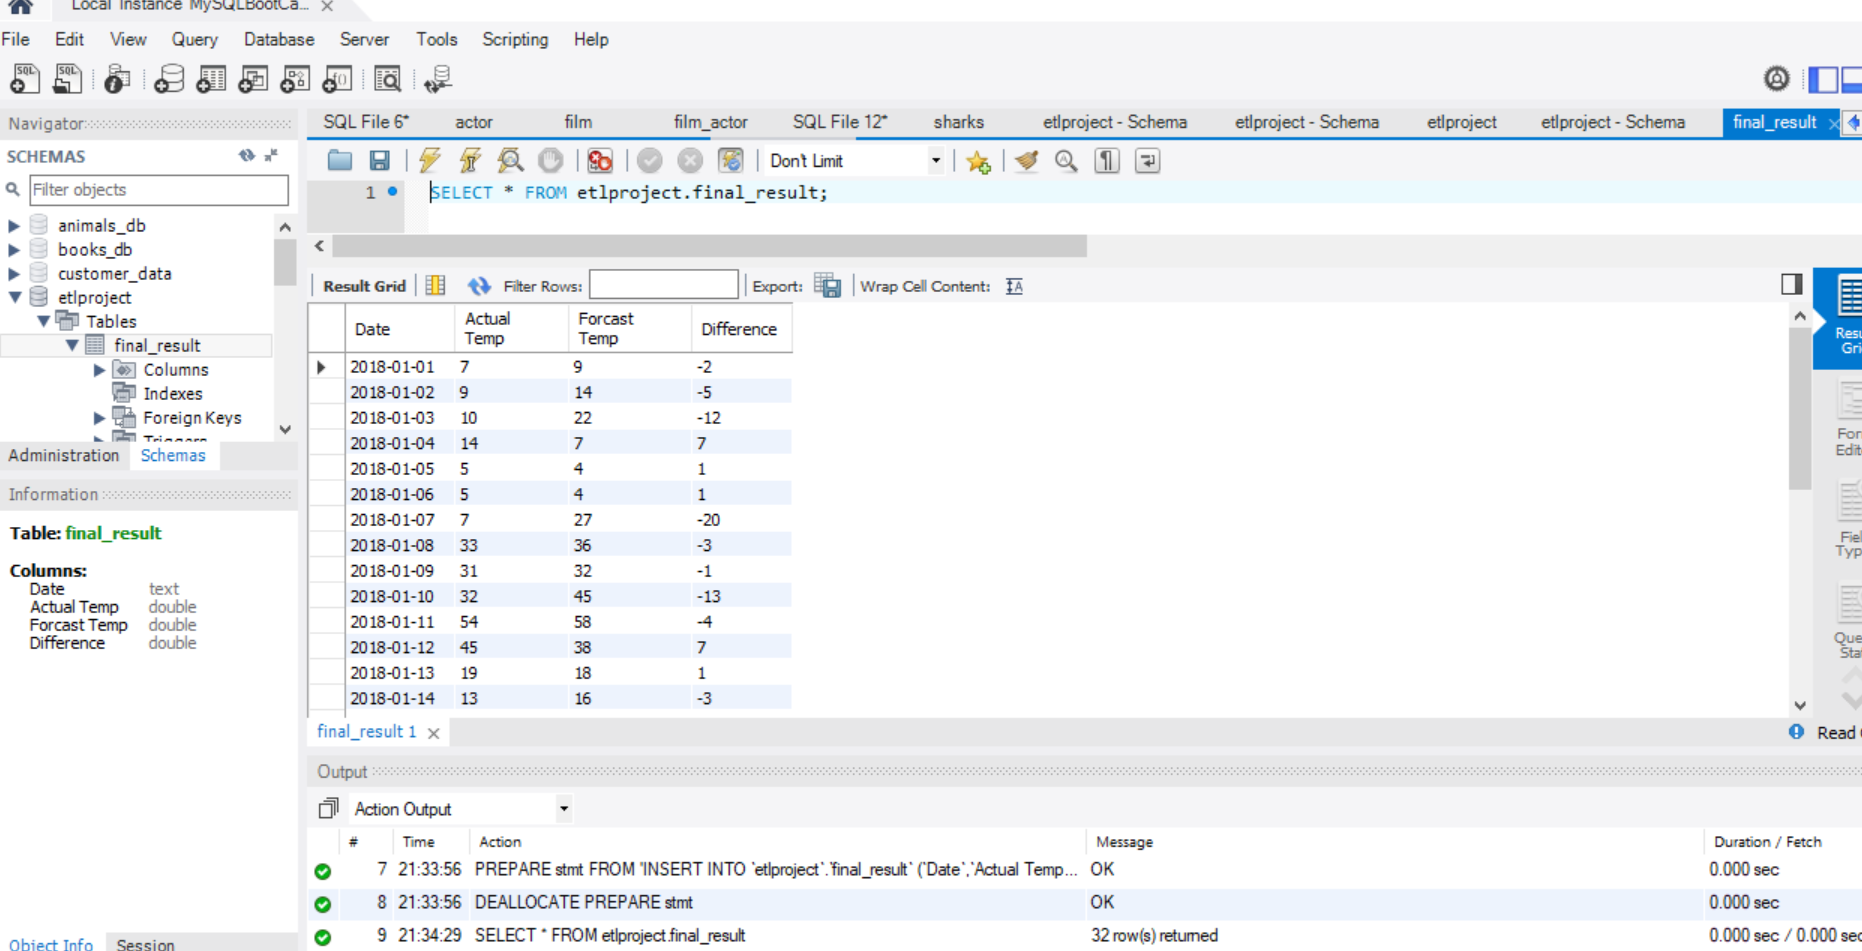 Local instance MySQLBootCa...
File Edit View Query Database Server Tools Scripting Help
Navigator
SCHEMAS
Filter objects
animals_db
books_db
customer_data
etlproject
Tables
final_result
Columns
Indexes
Foreign Keys
Triggers
Administration Schemas
Information
Table: final_result
Columns:
Date text
Actual Temp double
Forcast Temp double
Difference double
Object Info Session
SQL File 6* actor film film_actor SQL File 12* sharks etlproject - Schema etlproject - Schema etlproject etlproject - Schema final_result
Don't Limit
1 SELECT * FROM etlproject.final_result;
Result Grid Filter Rows: Export: Wrap Cell Content:
Date Actual Temp Forcast Temp Difference
2018-01-01 7 9 -2
2018-01-02 9 14 -5
2018-01-03 10 22 -12
2018-01-04 14 7 7
2018-01-05 5 4 1
2018-01-06 5 4 1
2018-01-07 7 27 -20
2018-01-08 33 36 -3
2018-01-09 31 32 -1
2018-01-10 32 45 -13
2018-01-11 54 58 -4
2018-01-12 45 38 7
2018-01-13 19 18 1
2018-01-14 13 16 -3
final_result 1
Read
Output
Action Output
# Time Action Message Duration / Fetch
7 21:33:56 PREPARE stmt FROM 'INSERT INTO `etlproject`.`final_result` (`Date`,`Actual Temp... OK 0.000 sec
8 21:33:56 DEALLOCATE PREPARE stmt OK 0.000 sec
9 21:34:29 SELECT * FROM etlproject.final_result 32 row(s) returned 0.000 sec / 0.000 sec